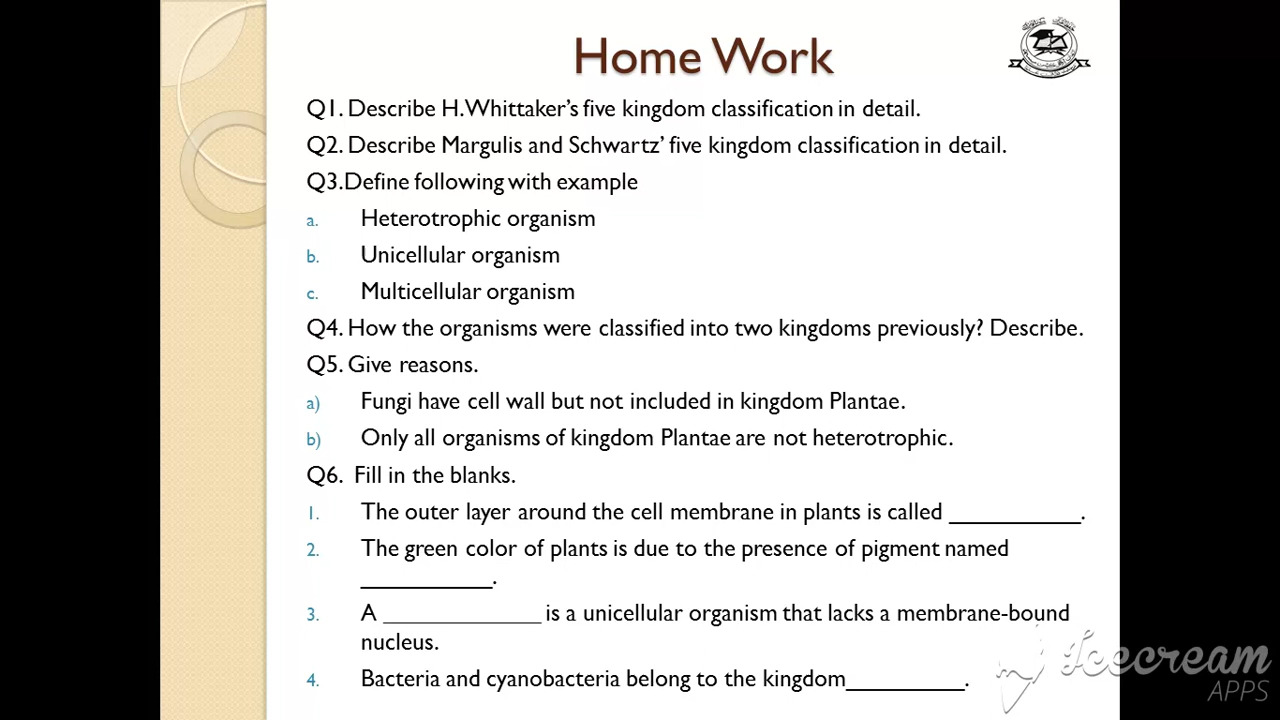 Home Work
Q1. Describe H.Whittaker's five kingdom classification in detail.
Q2. Describe Margulis and Schwartz' five kingdom classification in detail.
Q3.Define following with example
a. Heterotrophic organism
b. Unicellular organism
c. Multicellular organism
Q4. How the organisms were classified into two kingdoms previously? Describe.
Q5. Give reasons.
a) Fungi have cell wall but not included in kingdom Plantae.
b) Only all organisms of kingdom Plantae are not heterotrophic.
Q6. Fill in the blanks.
1. The outer layer around the cell membrane in plants is called ___________.
2. The green color of plants is due to the presence of pigment named
___________.
3. A _____________ is a unicellular organism that lacks a membrane-bound
nucleus.
4. Bacteria and cyanobacteria belong to the kingdom__________.
Icecream
APPS